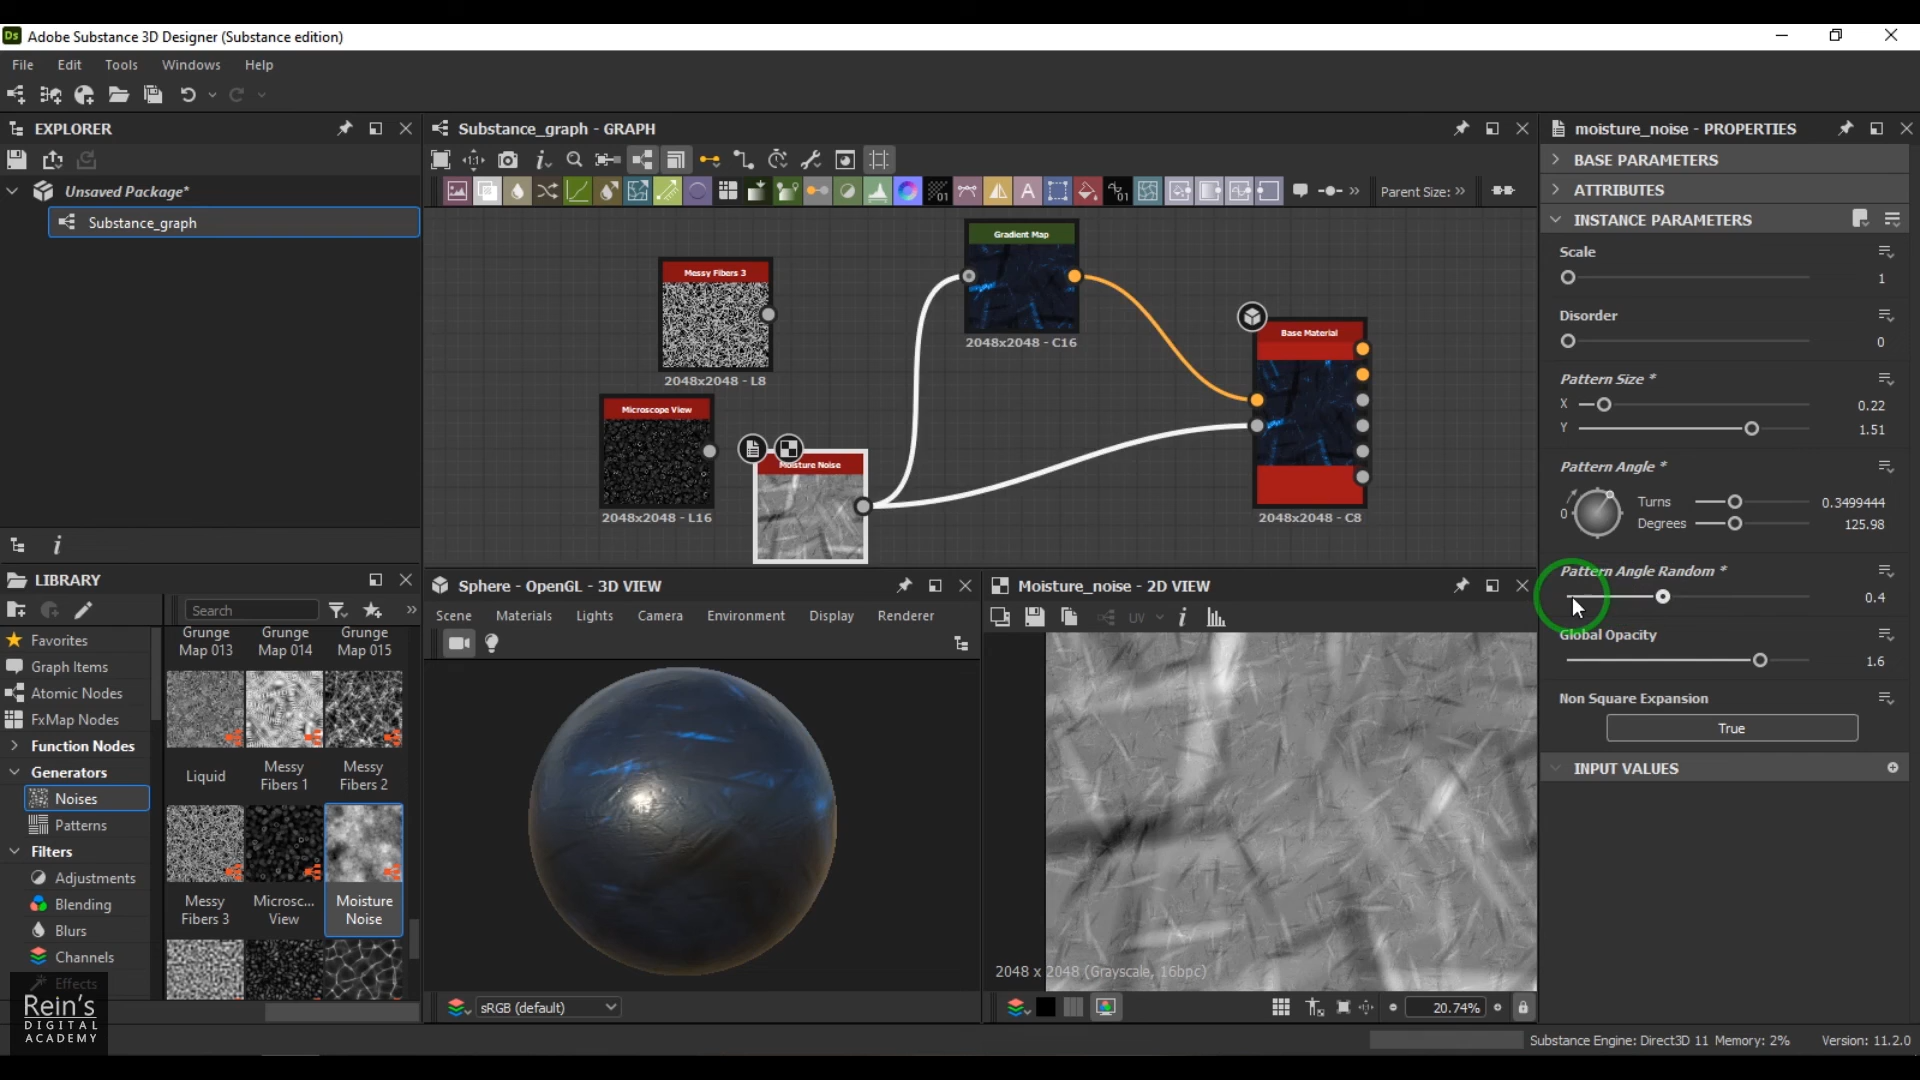 Ds Adobe Substance 3D Designer (Substance edition)
File Edit Tools Windows Help
EXPLORER
Unsaved Package*
Substance_graph
LIBRARY
Search
Favorites
Graph Items
Atomic Nodes
FxMap Nodes
Function Nodes
Generators
Noises
Patterns
Filters
Adjustments
Blending
Blurs
Channels
Effects
Grunge Map 013
Grunge Map 014
Grunge Map 015
Liquid
Messy Fibers 1
Messy Fibers 2
Messy Fibers 3
Microsc... View
Moisture Noise
Rein's
DIGITAL
ACADEMY
Substance_graph - GRAPH
Parent Size:
Messy Fibers 3
2048x2048 - L8
Microscope View
2048x2048 - L16
Moisture Noise
Gradient Map
2048x2048 - C16
Base Material
2048x2048 - C8
Sphere - OpenGL - 3D VIEW
Scene Materials Lights Camera Environment Display Renderer
sRGB (default)
Moisture_noise - 2D VIEW
UV
2048 x 2048 (Grayscale, 16bpc)
20.74%
moisture_noise - PROPERTIES
BASE PARAMETERS
ATTRIBUTES
INSTANCE PARAMETERS
Scale
1
Disorder
0
Pattern Size *
X 0.22
Y 1.51
Pattern Angle *
0
Turns 0.3499444
Degrees 125.98
Pattern Angle Random *
0.4
Global Opacity
1.6
Non Square Expansion
True
INPUT VALUES
Substance Engine: Direct3D 11 Memory: 2% Version: 11.2.0